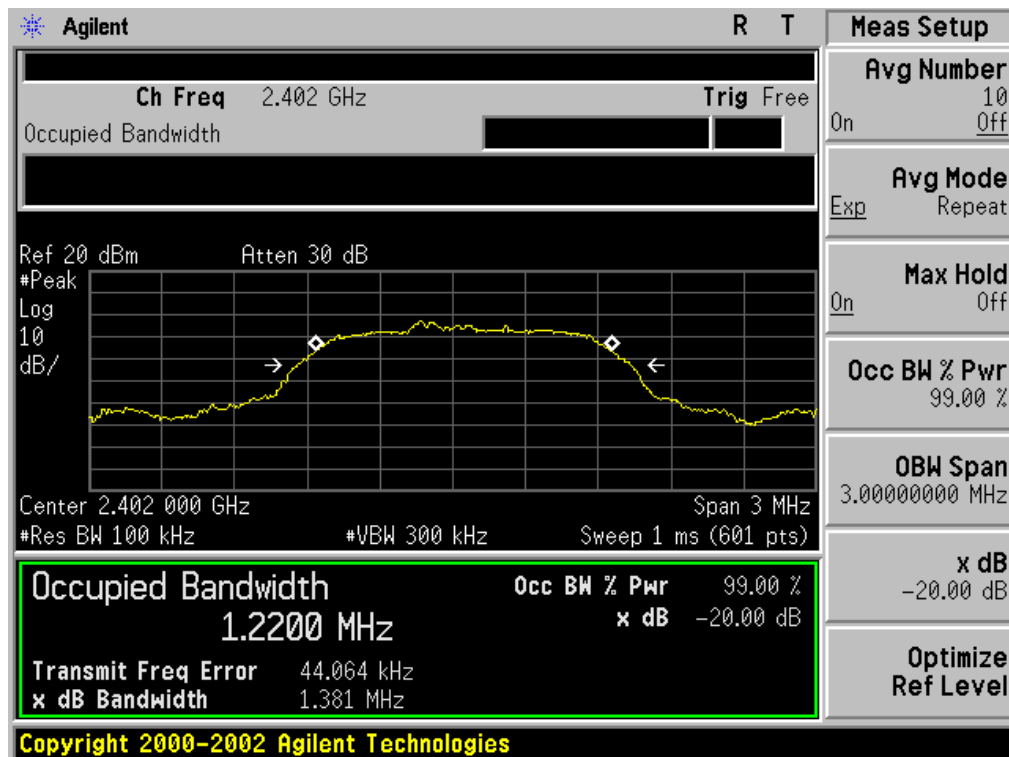 Agilent R T
Ch Freq 2.402 GHz Trig Free
Occupied Bandwidth
Ref 20 dBm Atten 30 dB
#Peak
Log
10
dB/
Center 2.402 000 GHz Span 3 MHz
#Res BW 100 kHz #VBW 300 kHz Sweep 1 ms (601 pts)
Occupied Bandwidth Occ BW % Pwr 99.00 %
1.2200 MHz x dB -20.00 dB
Transmit Freq Error 44.064 kHz
x dB Bandwidth 1.381 MHz
Copyright 2000-2002 Agilent Technologies
Meas Setup
Avg Number
10
On Off
Avg Mode
Exp Repeat
Max Hold
On Off
Occ BW % Pwr
99.00 %
OBW Span
3.00000000 MHz
x dB
-20.00 dB
Optimize
Ref Level